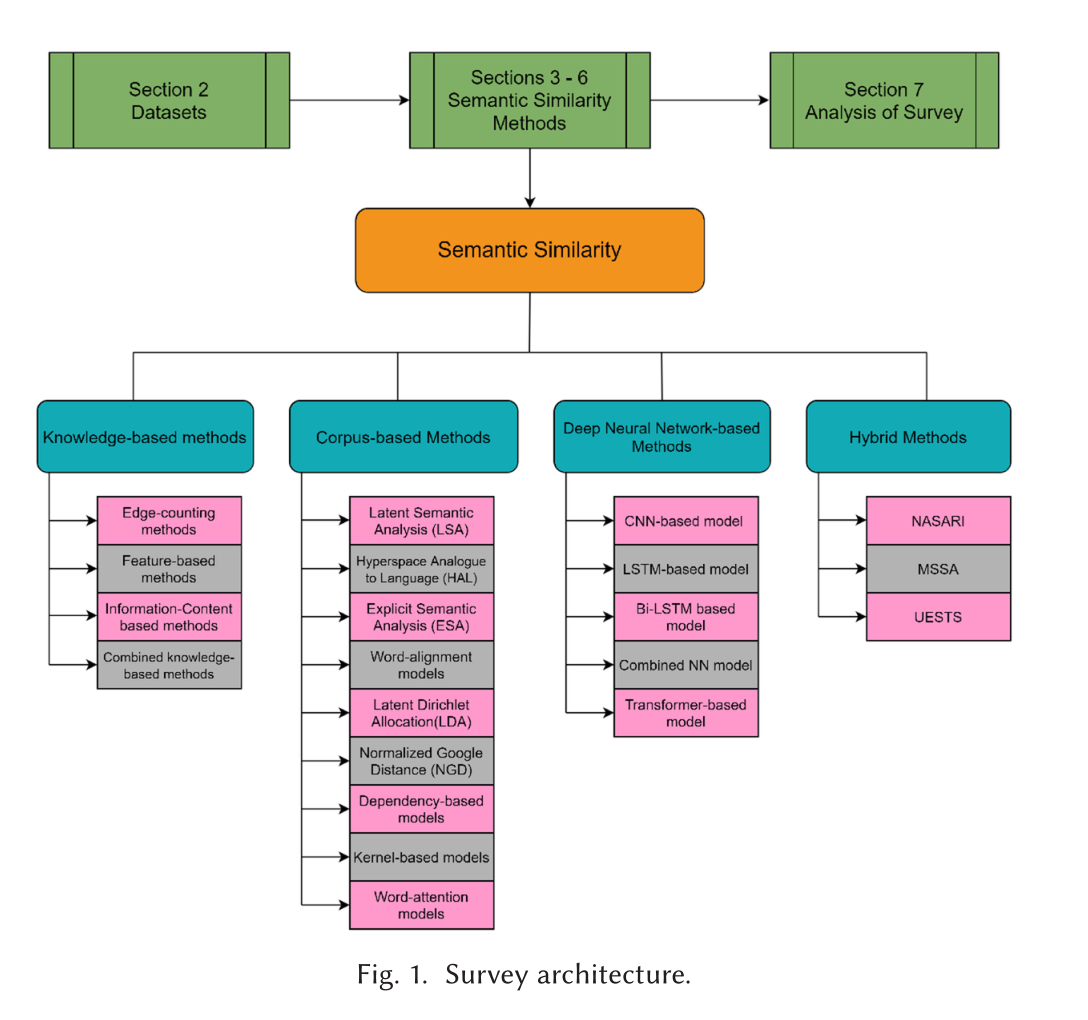 Section 2
Datasets
Sections 3 - 6
Semantic Similarity
Methods
Section 7
Analysis of Survey
Semantic Similarity
Knowledge-based methods
Corpus-based Methods
Deep Neural Network-based
Methods
Hybrid Methods
Edge-counting
methods
Feature-based
methods
Information-Content
based methods
Combined knowledge-
based methods
Latent Semantic
Analysis (LSA)
Hyperspace Analogue
to Language (HAL)
Explicit Semantic
Analysis (ESA)
Word-alignment
models
Latent Dirichlet
Allocation(LDA)
Normalized Google
Distance (NGD)
Dependency-based
models
Kernel-based models
Word-attention
models
CNN-based model
LSTM-based model
Bi-LSTM based
model
Combined NN model
Transformer-based
model
NASARI
MSSA
UESTS
Fig. 1. Survey architecture.